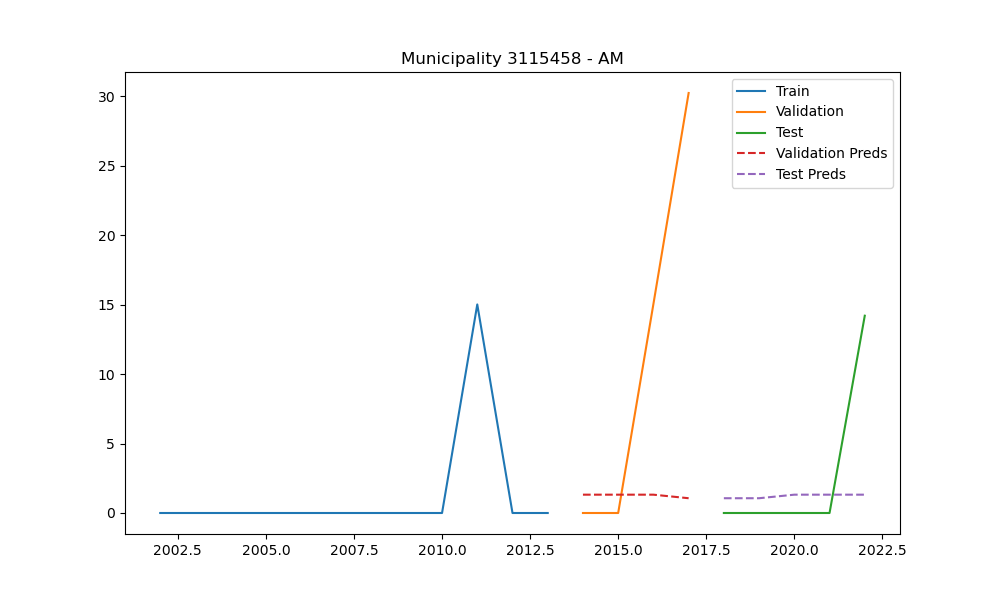 Municipality 3115458 - AM
Train
Validation
Test
Validation Preds
Test Preds
30
25
20
15
10
5
0
2002.5 2005.0 2007.5 2010.0 2012.5 2015.0 2017.5 2020.0 2022.5